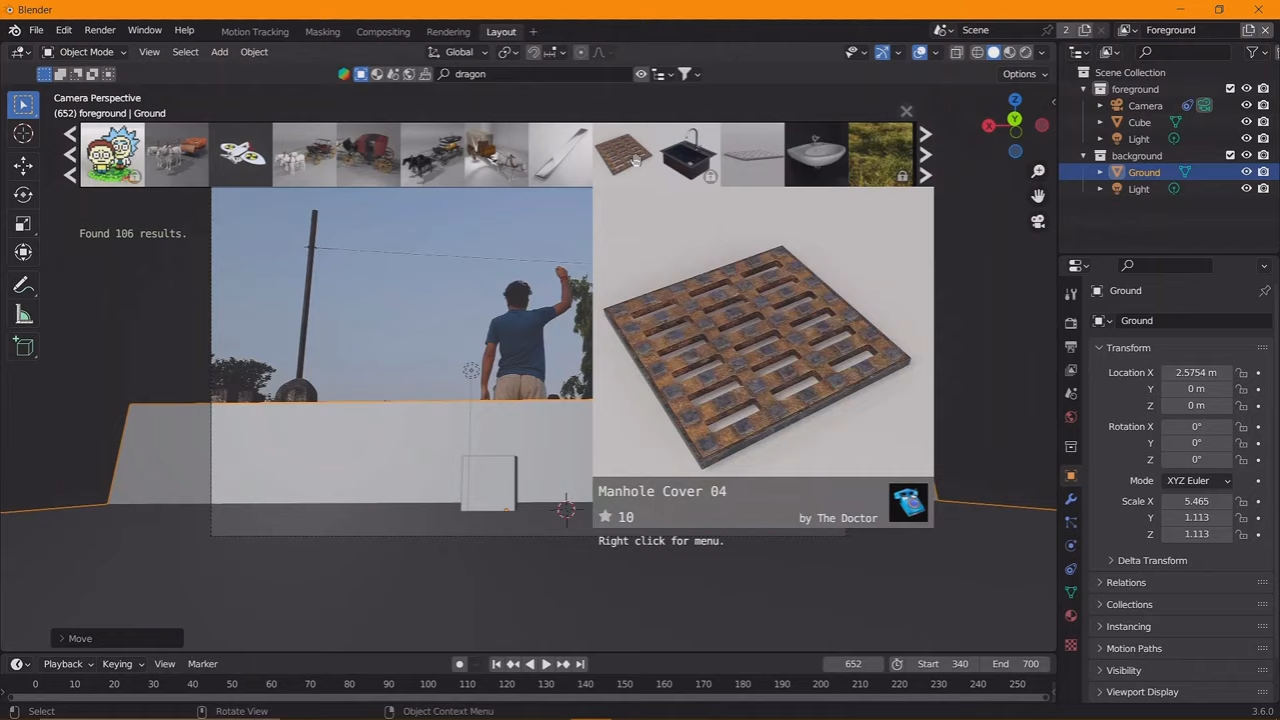 Blender
File Edit Render Window Help Motion Tracking Masking Compositing Rendering Layout + Scene 2 Foreground
Object Mode View Select Add Object Global
dragon Options
Camera Perspective
(652) foreground | Ground
Found 106 results.
Manhole Cover 04
10 by The Doctor
Right click for menu.
Move
Scene Collection
foreground
Camera
Cube
Light
background
Ground
Light
Ground
Ground
Transform
Location X 2.5754 m
Y 0 m
Z 0 m
Rotation X 0°
Y 0°
Z 0°
Mode XYZ Euler
Scale X 5.465
Y 1.113
Z 1.113
Delta Transform
Relations
Collections
Instancing
Motion Paths
Visibility
Viewport Display
Playback Keying View Marker 652 Start 340 End 700
0 10 20 30 40 50 60 70 80 90 100 110 120 130 140 150 160 170 180 190 200 210 220 230 240 250
Select Rotate View Object Context Menu 3.6.0